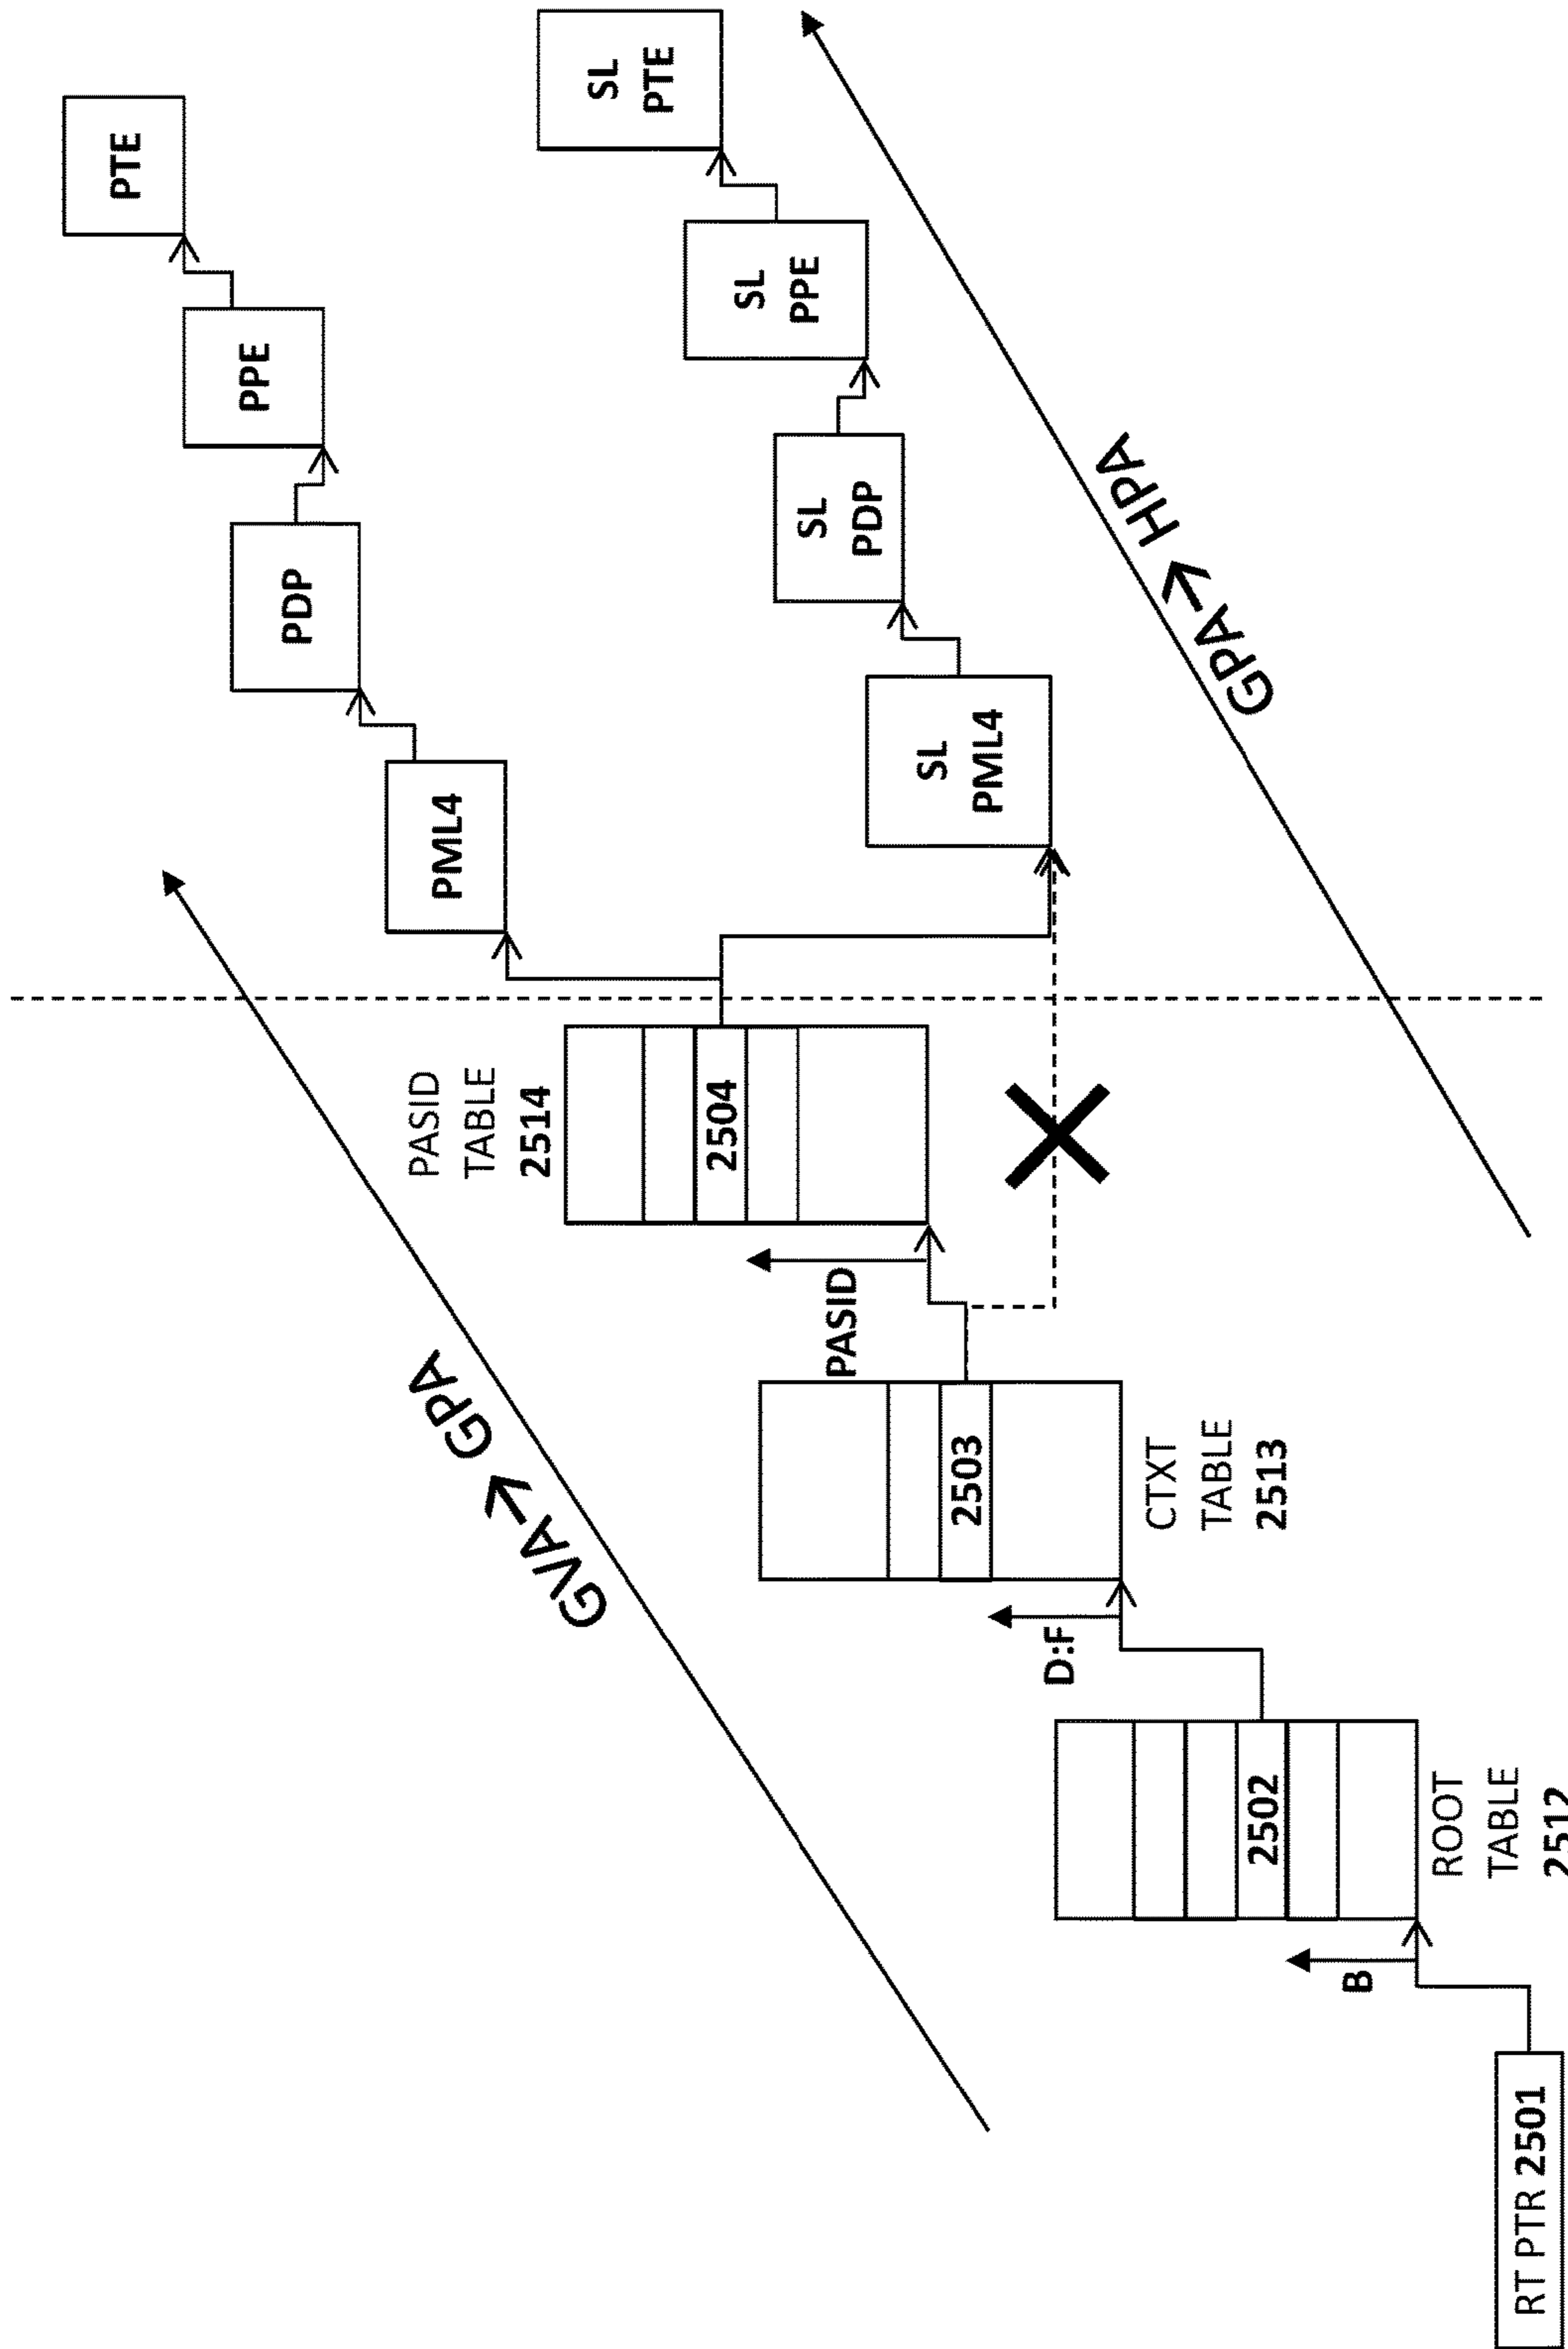 RT PTR 2501
B
ROOT
TABLE
2512
2502
D:F
CTXT
TABLE
2513
2503
PASID
PASID
TABLE
2514
2504
GVA→GPA
PML4
PDP
PPE
PTE
SL
PML4
SL
PDP
SL
PPE
SL
PTE
GPA→HPA